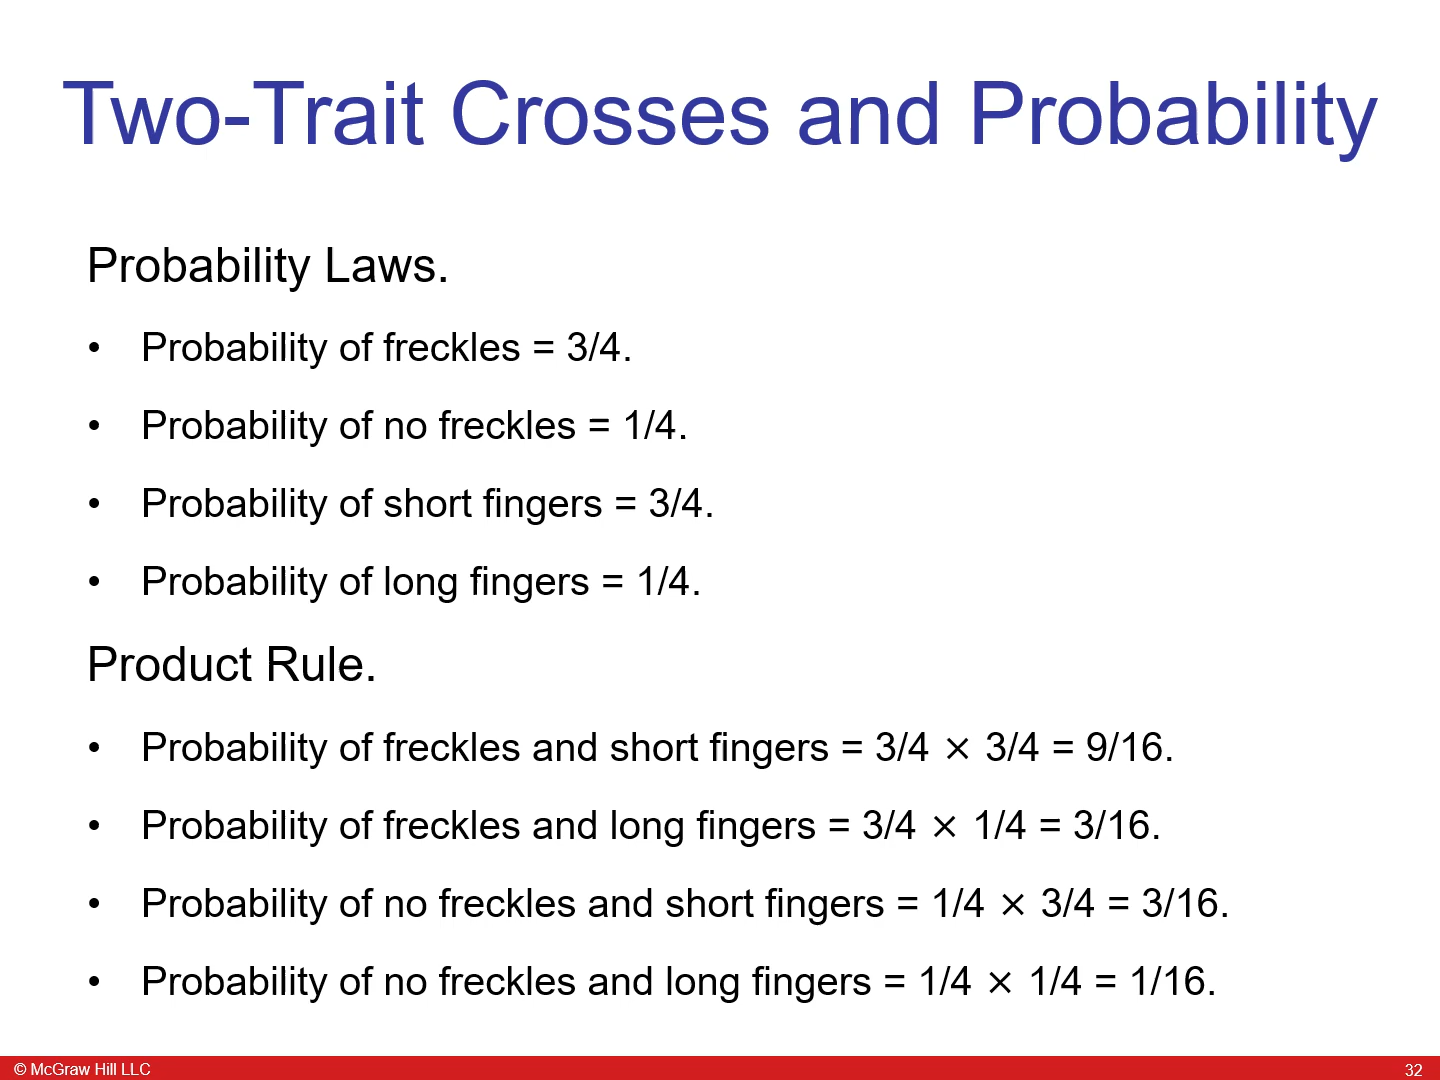 Two-Trait Crosses and Probability
Probability Laws.
• Probability of freckles = 3/4.
• Probability of no freckles = 1/4.
• Probability of short fingers = 3/4.
• Probability of long fingers = 1/4.
Product Rule.
• Probability of freckles and short fingers = 3/4 × 3/4 = 9/16.
• Probability of freckles and long fingers = 3/4 × 1/4 = 3/16.
• Probability of no freckles and short fingers = 1/4 × 3/4 = 3/16.
• Probability of no freckles and long fingers = 1/4 × 1/4 = 1/16.
© McGraw Hill LLC
32